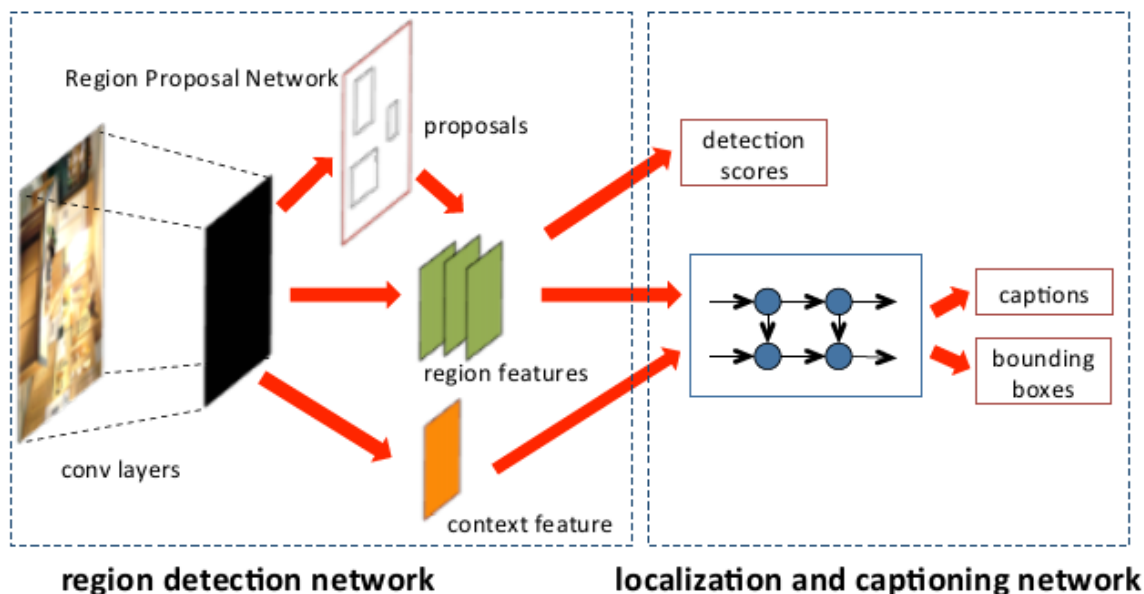 Region Proposal Network
proposals
detection
scores
captions
region features
bounding
boxes
conv layers
context feature
region detection network
localization and captioning network